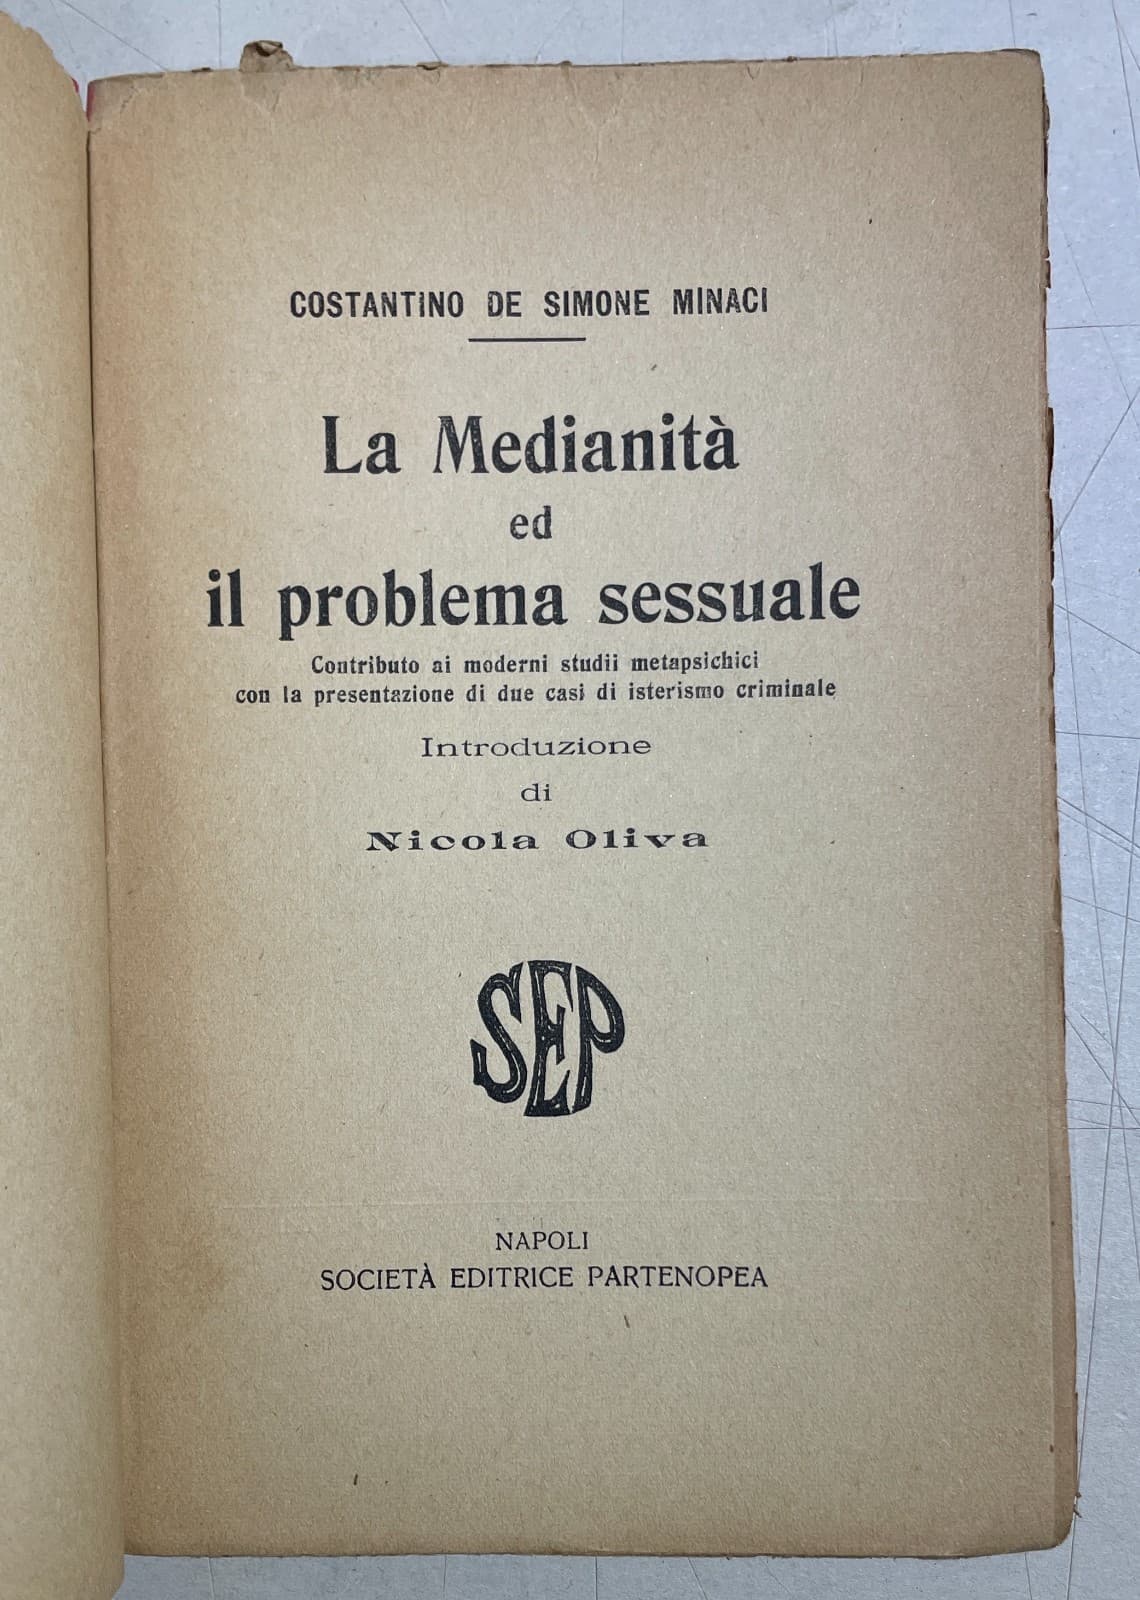 COSTANTINO DE SIMONE MINACI
La Medianità
ed
il problema sessuale
Contributo ai moderni studii metapsichici
con la presentazione di due casi di isterismo criminale
Introduzione
di
Nicola Oliva
SEP
NAPOLI
SOCIETÀ EDITRICE PARTENOPEA